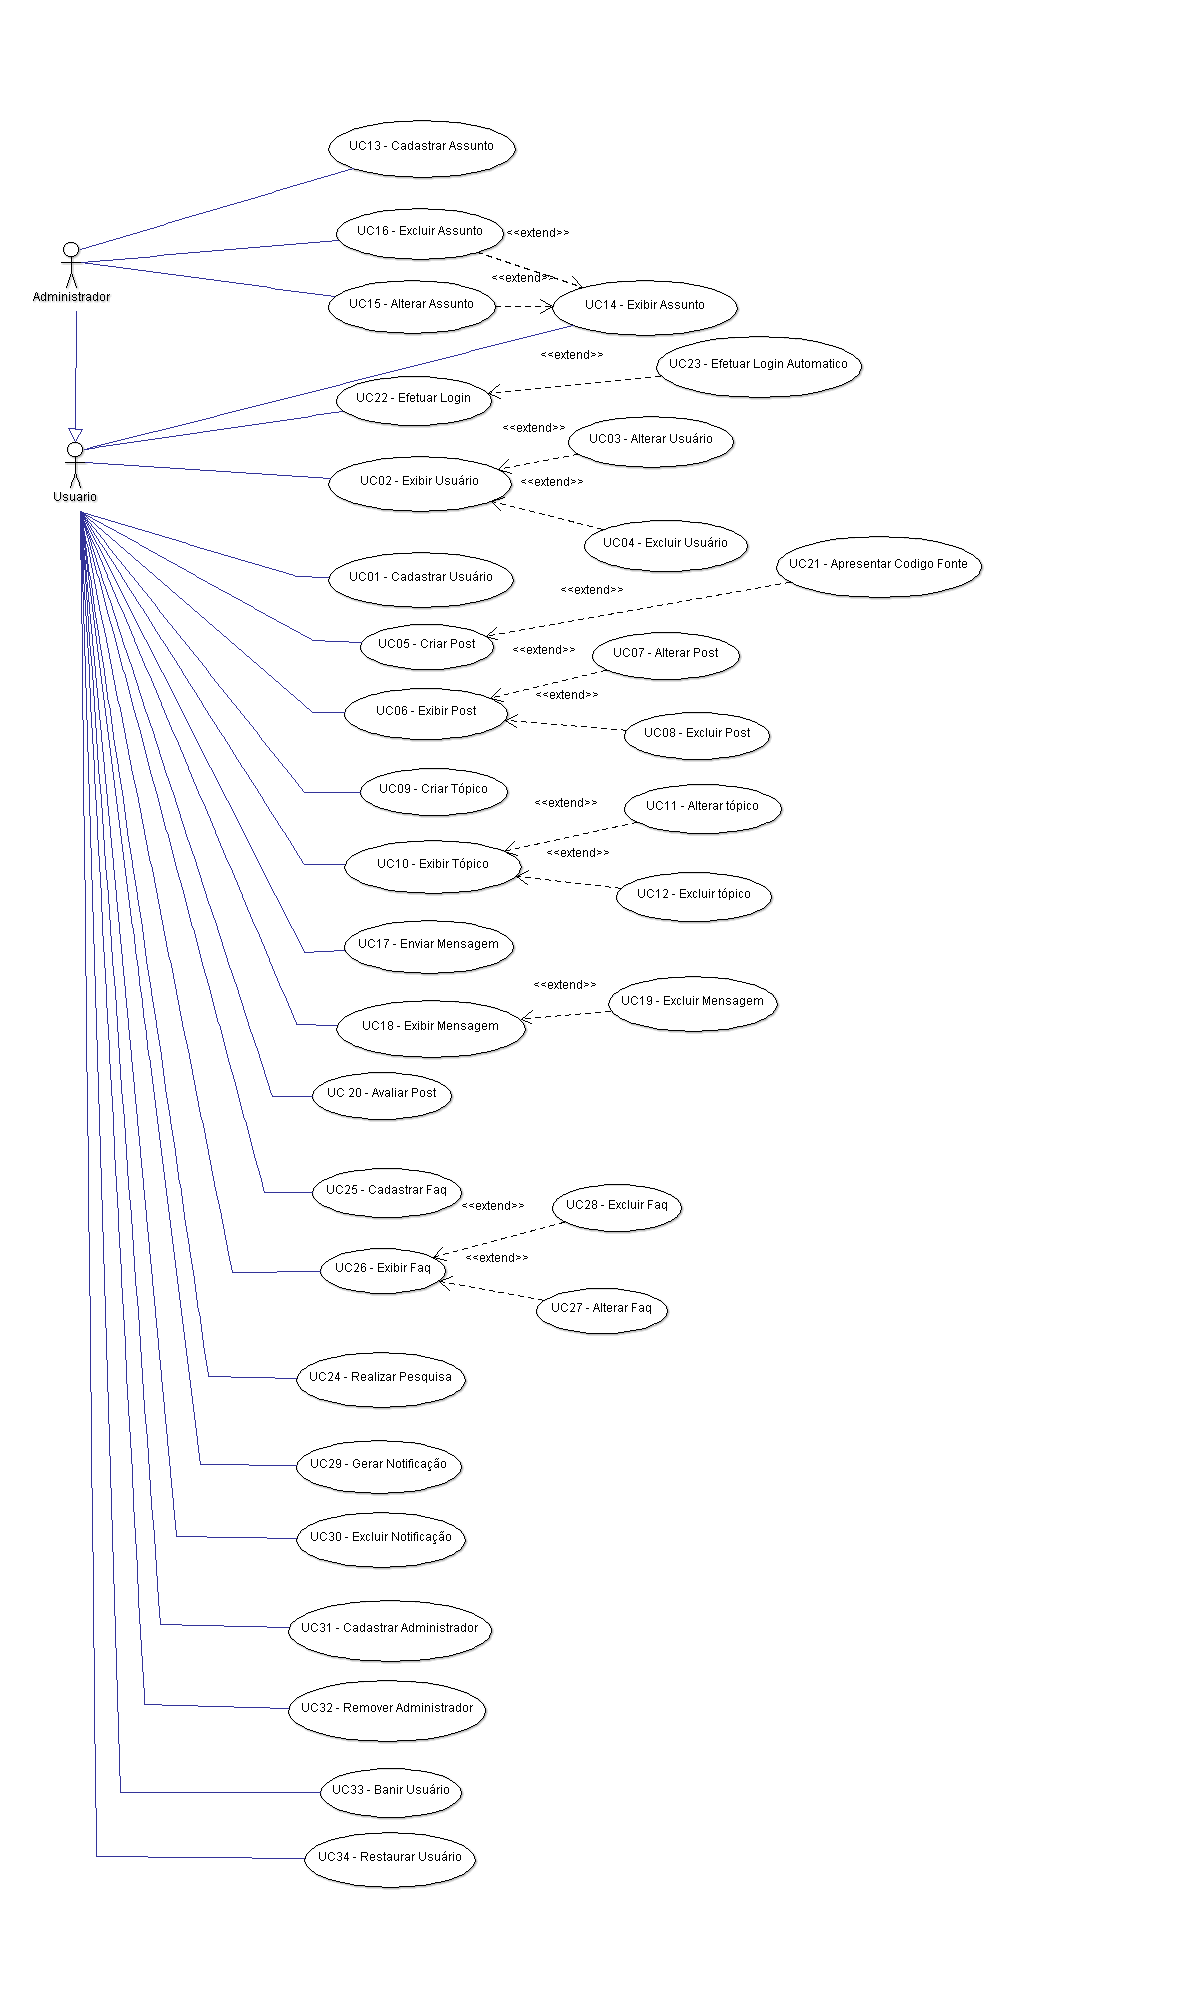 UC13 - Cadastrar Assunto
UC16 - Excluir Assunto
<<extend>>
<<extend>>
Administrador
UC15 - Alterar Assunto
UC14 - Exibir Assunto
<<extend>>
UC23 - Efetuar Login Automatico
UC22 - Efetuar Login
<<extend>>
UC03 - Alterar Usuário
UC02 - Exibir Usuário
<<extend>>
Usuario
UC04 - Excluir Usuário
UC21 - Apresentar Codigo Fonte
UC01 - Cadastrar Usuário
<<extend>>
UC05 - Criar Post
<<extend>>
UC07 - Alterar Post
<<extend>>
UC06 - Exibir Post
UC08 - Excluir Post
UC09 - Criar Tópico
<<extend>>
UC11 - Alterar tópico
<<extend>>
UC10 - Exibir Tópico
UC12 - Excluir tópico
UC17 - Enviar Mensagem
<<extend>>
UC19 - Excluir Mensagem
UC18 - Exibir Mensagem
UC 20 - Avaliar Post
UC25 - Cadastrar Faq
<<extend>>
UC28 - Excluir Faq
<<extend>>
UC26 - Exibir Faq
UC27 - Alterar Faq
UC24 - Realizar Pesquisa
UC29 - Gerar Notificação
UC30 - Excluir Notificação
UC31 - Cadastrar Administrador
UC32 - Remover Administrador
UC33 - Banir Usuário
UC34 - Restaurar Usuário